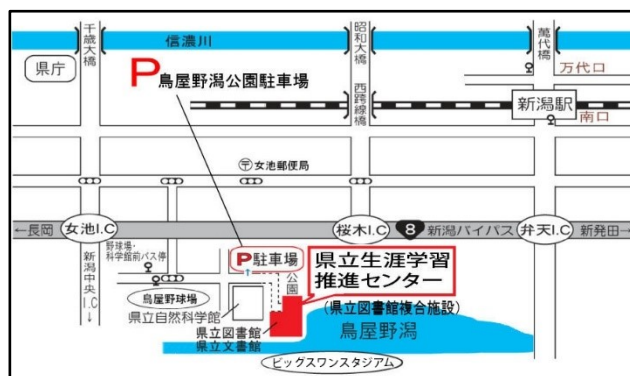 千歳大橋
昭和大橋
萬代橋
信濃川
県庁
万代口
P鳥屋野潟公園駐車場
西跨線橋
新潟駅
南口
〒女池郵便局
←長岡
女池I.C
桜木I.C
8
新潟バイパス
弁天I.C
新発田→
野球場・
科学館前バス停
P駐車場
公園
県立生涯学習
推進センター
新潟中央I.C↓
鳥屋野球場
県立自然科学館
(県立図書館複合施設)
県立図書館
県立文書館
鳥屋野潟
ビッグスワンスタジアム